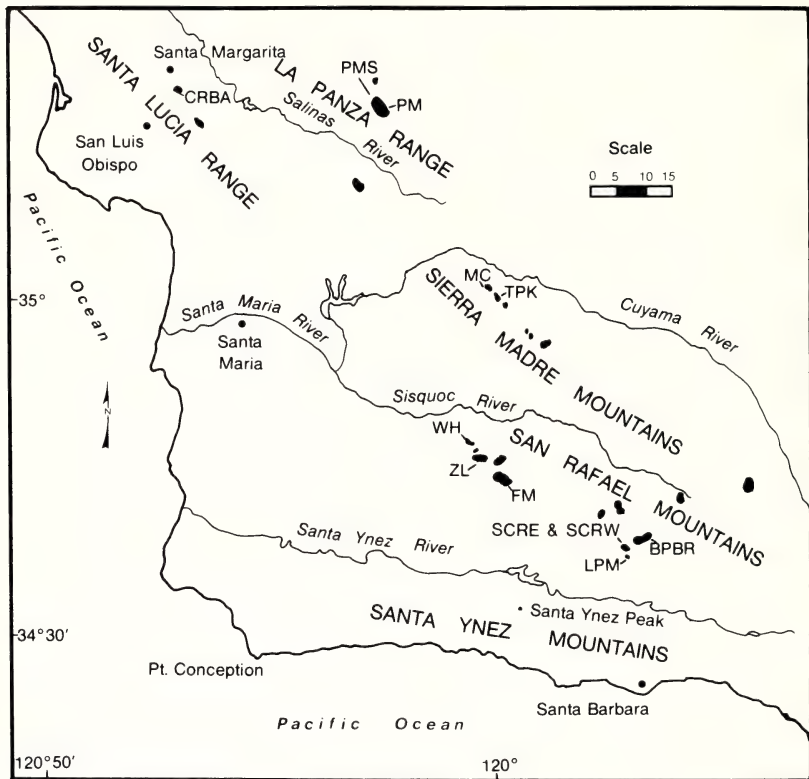 Santa Margarita
SANTA LUCIA RANGE
LA PANZA RANGE
PMS
PM
CRBA
Salinas River
San Luis
Obispo
Scale
0 5 10 15
Pacific Ocean
35°
MC
TPK
SIERRA MADRE MOUNTAINS
Cuyama River
Santa Maria River
Santa
Maria
N
Sisquoc River
WH
SAN RAFAEL MOUNTAINS
ZL
FM
SCRE & SCRW
BPBR
LPM
Santa Ynez River
Santa Ynez Peak
34°30'
SANTA YNEZ MOUNTAINS
Pt. Conception
Santa Barbara
Pacific Ocean
120°50'
120°